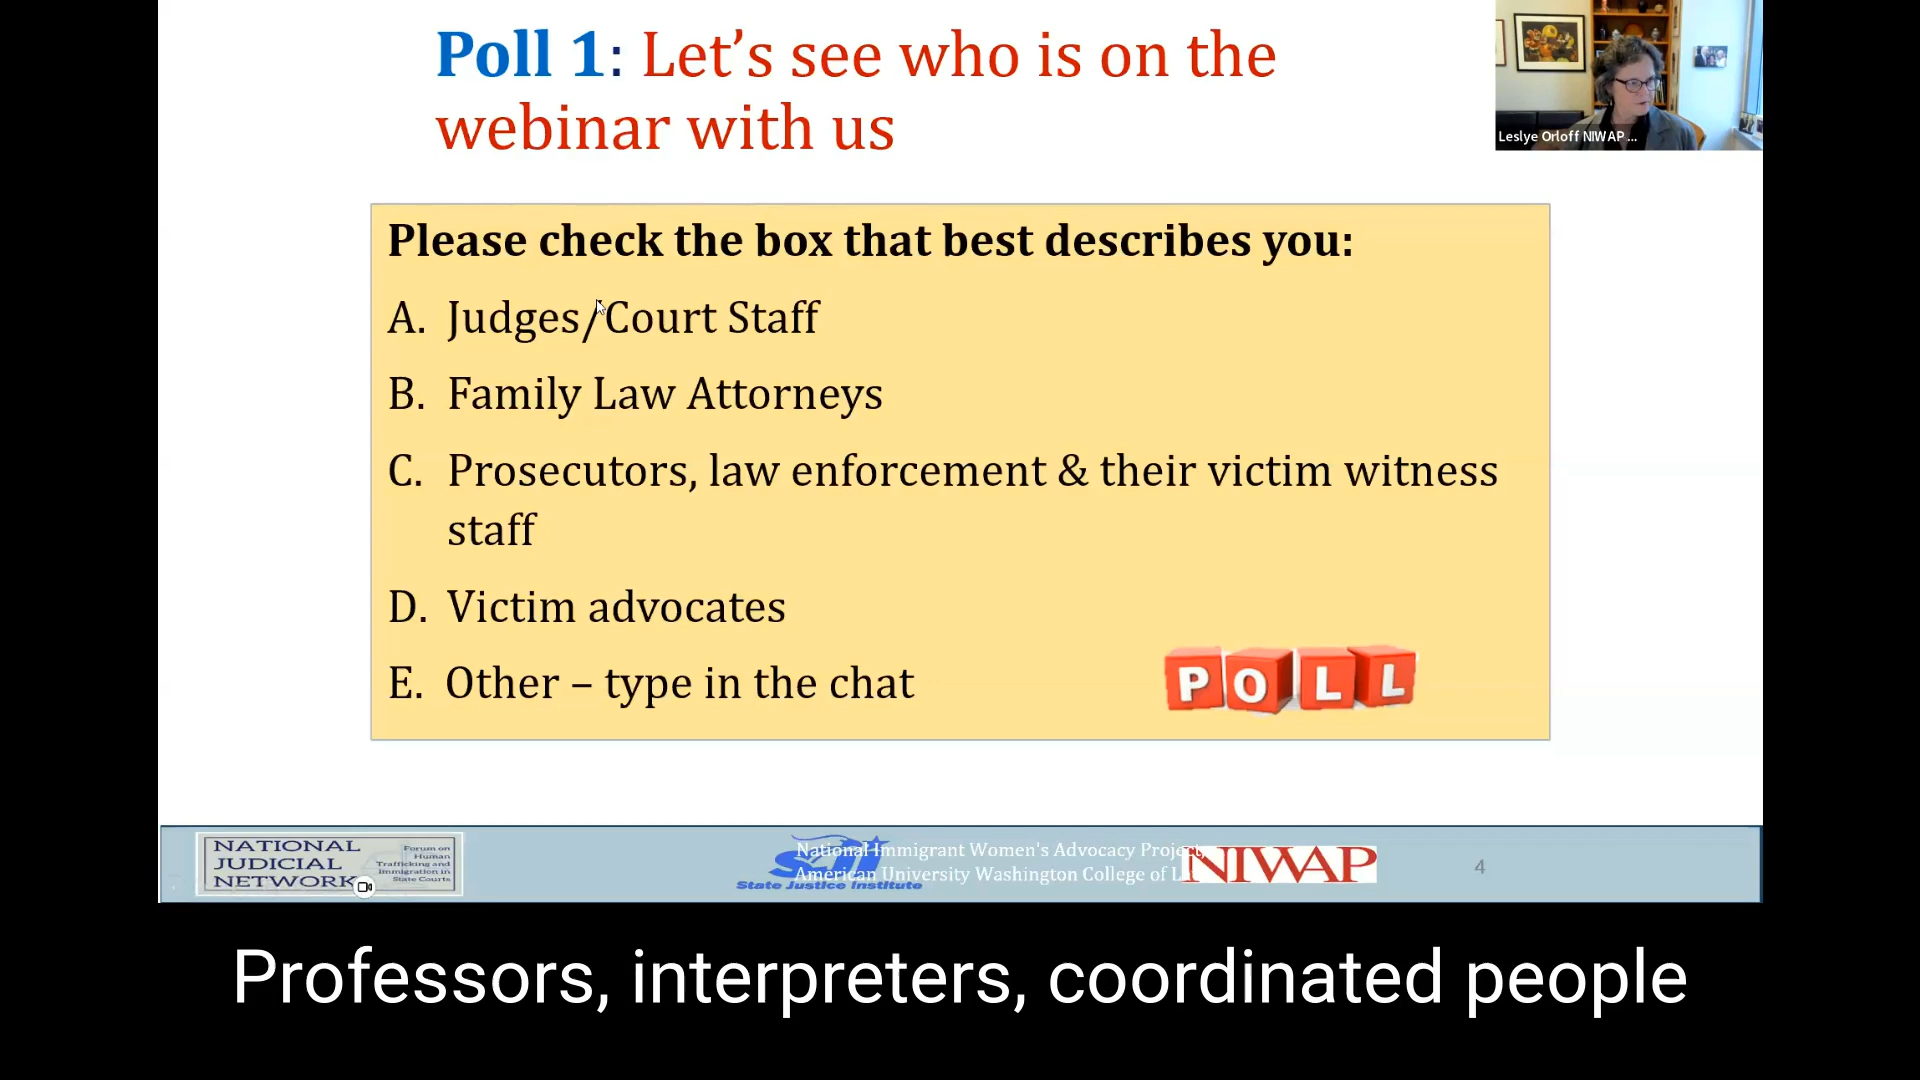 Poll 1: Let's see who is on the
webinar with us
Leslye Orloff NIWAP ...
Please check the box that best describes you:
A. Judges/Court Staff
B. Family Law Attorneys
C. Prosecutors, law enforcement & their victim witness
staff
D. Victim advocates
E. Other – type in the chat
POLL
NATIONAL
JUDICIAL
NETWORK
Forum on
Human
Trafficking and
Immigration in
State Courts
SJI
State Justice Institute
National Immigrant Women's Advocacy Project,
American University Washington College of
NIWAP
4
Professors, interpreters, coordinated people